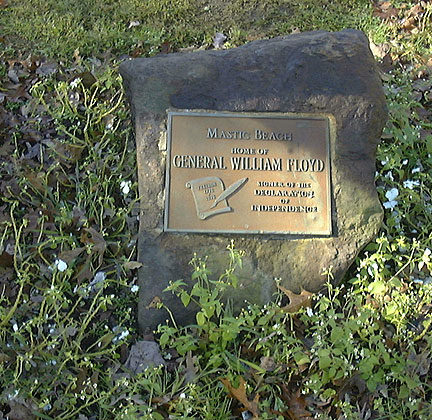 MASTIC BEACH
HOME OF
GENERAL WILLIAM FLOYD
SIGNER OF THE
DECLARATION
OF
INDEPENDENCE